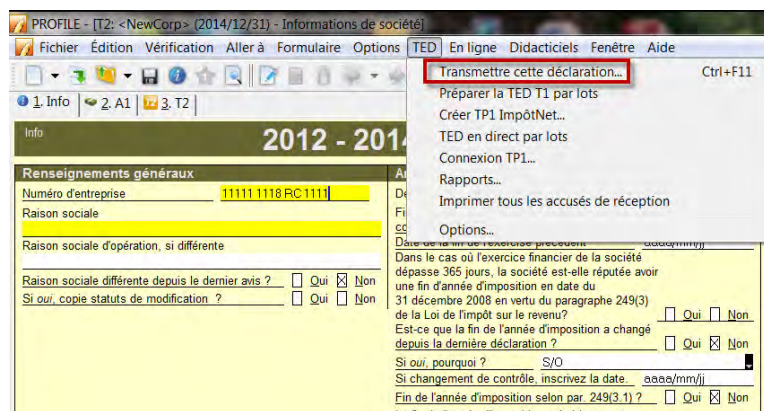 PROFILE - [T2: <NewCorp> (2014/12/31) - Informations de société]
Fichier Édition Vérification Aller à Formulaire Options TED En ligne Didacticiels Fenêtre Aide
Transmettre cette déclaration... Ctrl+F11
Préparer la TED T1 par lots
Créer TP1 ImpôtNet...
TED en direct par lots
Connexion TP1...
Rapports...
Imprimer tous les accusés de réception
Options...
1. Info 2. A1 3. T2
Info
2012 - 201
Renseignements généraux
Numéro d'entreprise 11111 1118 RC 1111
Raison sociale
Raison sociale d'opération, si différente
Raison sociale différente depuis le dernier avis ? Oui Non
Si oui, copie statuts de modification ? Oui Non
Date de la fin de l'exercice précédent aaaa/mm/jj
Dans le cas où l'exercice financier de la société
dépasse 365 jours, la société est-elle réputée avoir
une fin d'année d'imposition en date du
31 décembre 2008 en vertu du paragraphe 249(3)
de la Loi de l'impôt sur le revenu? Oui Non
Est-ce que la fin de l'année d'imposition a changé
depuis la dernière déclaration ? Oui Non
Si oui, pourquoi ? S/O
Si changement de contrôle, inscrivez la date. aaaa/mm/jj
Fin de l'année d'imposition selon par. 249(3.1) ? Oui Non